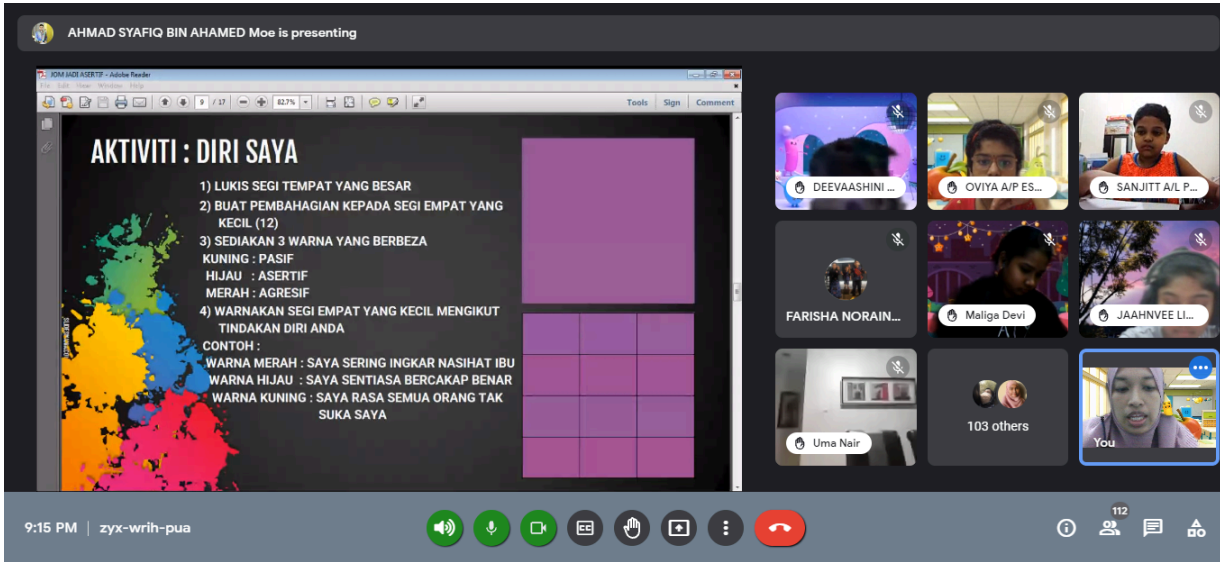 AHMAD SYAFIQ BIN AHAMED Moe is presenting
JOM JADI ASERTIF - Adobe Reader
File Edit View Window Help
9 / 17
82.7%
Tools Sign Comment
AKTIVITI : DIRI SAYA
1) LUKIS SEGI TEMPAT YANG BESAR
2) BUAT PEMBAHAGIAN KEPADA SEGI EMPAT YANG
KECIL (12)
3) SEDIAKAN 3 WARNA YANG BERBEZA
KUNING : PASIF
HIJAU : ASERTIF
MERAH : AGRESIF
4) WARNAKAN SEGI EMPAT YANG KECIL MENGIKUT
TINDAKAN DIRI ANDA
CONTOH :
WARNA MERAH : SAYA SERING INGKAR NASIHAT IBU
WARNA HIJAU : SAYA SENTIASA BERCAKAP BENAR
WARNA KUNING : SAYA RASA SEMUA ORANG TAK
SUKA SAYA
DEEVAASHINI ...
OVIYA A/P ES...
SANJITT A/L P...
FARISHA NORAIN...
Maliga Devi
JAAHNVEE LI...
Uma Nair
103 others
You
9:15 PM | zyx-wrih-pua
CC
112